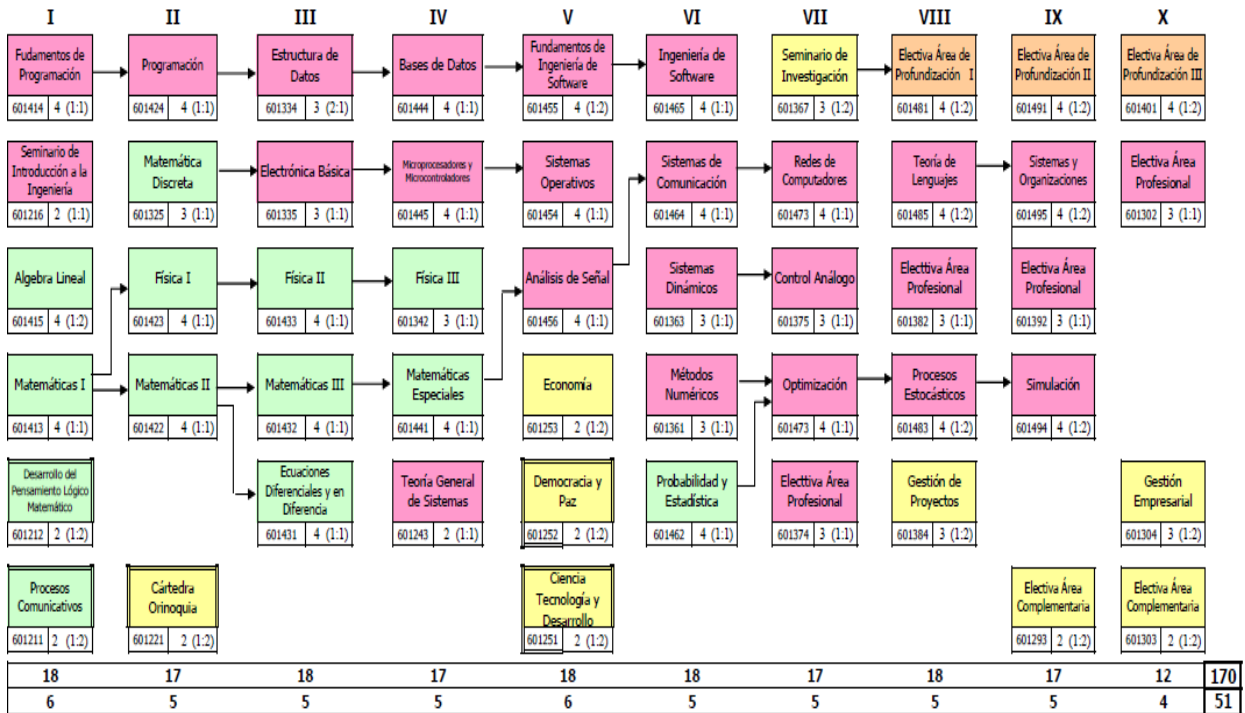 I II III IV V VI VII VIII IX X
Fudamentos de
Programación
601414 4 (1:1)
Programación
601424 4 (1:1)
Estructura de
Datos
601334 3 (2:1)
Bases de Datos
601444 4 (1:1)
Fundamentos de
Ingeniería de
Software
601455 4 (1:2)
Ingeniería de
Software
601465 4 (1:1)
Seminario de
Investigación
601367 3 (1:2)
Electiva Área de
Profundización I
601481 4 (1:2)
Electiva Área de
Profundización II
601491 4 (1:2)
Electiva Área de
Profundización III
601401 4 (1:2)
Seminario de
Introducción a la
Ingeniería
601216 2 (1:1)
Matemática
Discreta
601325 3 (1:1)
Electrónica Básica
601335 3 (1:1)
Microprocesadores y
Microcontroladores
601445 4 (1:1)
Sistemas
Operativos
601454 4 (1:1)
Sistemas de
Comunicación
601464 4 (1:1)
Redes de
Computadores
601473 4 (1:1)
Teoría de
Lenguajes
601485 4 (1:2)
Sistemas y
Organizaciones
601495 4 (1:2)
Electiva Área
Profesional
601302 3 (1:1)
Algebra Lineal
601415 4 (1:2)
Física I
601423 4 (1:1)
Física II
601433 4 (1:1)
Física III
601342 3 (1:1)
Análisis de Señal
601456 4 (1:1)
Sistemas
Dinámicos
601363 3 (1:1)
Control Análogo
601375 3 (1:1)
Electtiva Área
Profesional
601382 3 (1:1)
Electiva Área
Profesional
601392 3 (1:1)
Matemáticas I
601413 4 (1:1)
Matemáticas II
601422 4 (1:1)
Matemáticas III
601432 4 (1:1)
Matemáticas
Especiales
601441 4 (1:1)
Economía
601253 2 (1:2)
Métodos
Numéricos
601361 3 (1:1)
Optimización
601473 4 (1:1)
Procesos
Estocásticos
601483 4 (1:2)
Simulación
601494 4 (1:2)
Desarrollo del
Pensamiento Lógico
Matemático
601212 2 (1:2)
Ecuaciones
Diferenciales y en
Diferencia
601431 4 (1:1)
Teoría General
de Sistemas
601243 2 (1:1)
Democracia y
Paz
601252 2 (1:2)
Probabilidad y
Estadística
601462 4 (1:1)
Electtiva Área
Profesional
601374 3 (1:1)
Gestión de
Proyectos
601384 3 (1:2)
Gestión
Empresarial
601304 3 (1:2)
Procesos
Comunicativos
601211 2 (1:2)
Cártedra
Orinoquia
601221 2 (1:2)
Ciencia
Tecnología y
Desarrollo
601251 2 (1:2)
Electiva Área
Complementaria
601293 2 (1:2)
Electiva Área
Complementaria
601303 2 (1:2)
18 17 18 17 18 18 17 18 17 12 170
6 5 5 5 6 5 5 5 5 4 51